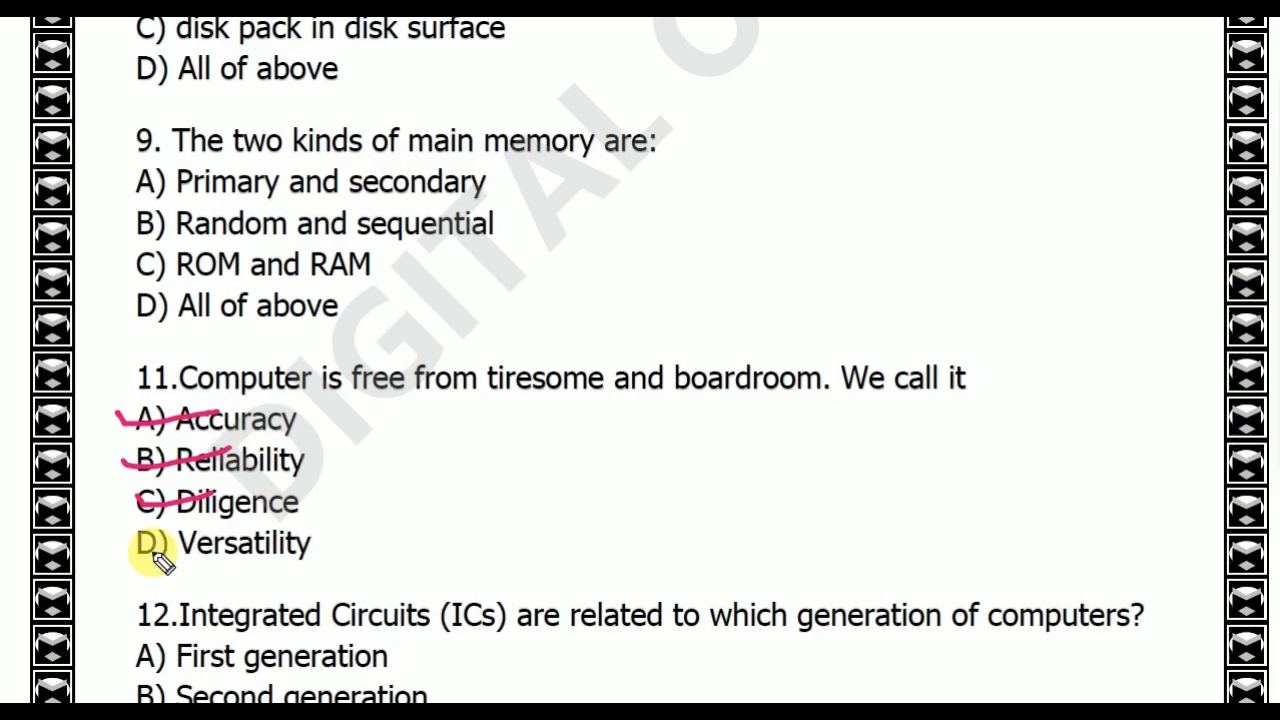 C) disk pack in disk surface
D) All of above
9. The two kinds of main memory are:
A) Primary and secondary
B) Random and sequential
C) ROM and RAM
D) All of above
11.Computer is free from tiresome and boardroom. We call it
A) Accuracy
B) Reliability
C) Diligence
D) Versatility
12.Integrated Circuits (ICs) are related to which generation of computers?
A) First generation
B) Second generation
DIGITAL O